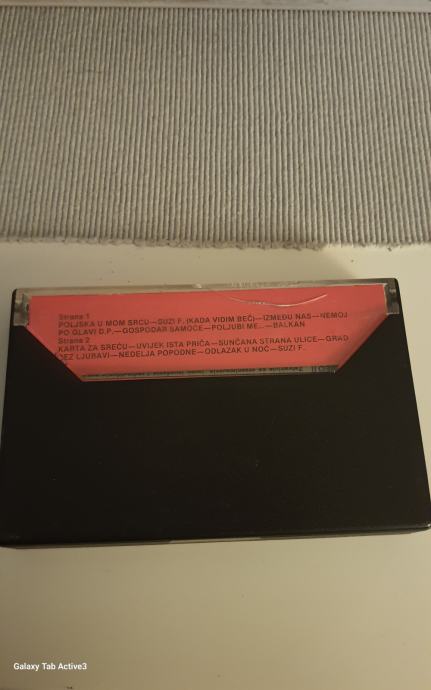 Strana 1
POLJSKA U MOM SRCU—SUZI F. (KADA VIDIM BEČ)—IZMEĐU NAS—NEMOJ
PO GLAVI D.P.—GOSPODAR SAMOĆE—POLJUBI ME..—BALKAN
Strana 2
KARTA ZA SREĆU—UVIJEK ISTA PRIČA—SUNČANA STRANA ULICE—GRAD
BEZ LJUBAVI—NEDELJA POPODNE—ODLAZAK U NOĆ—SUZI F.
Galaxy Tab Active3